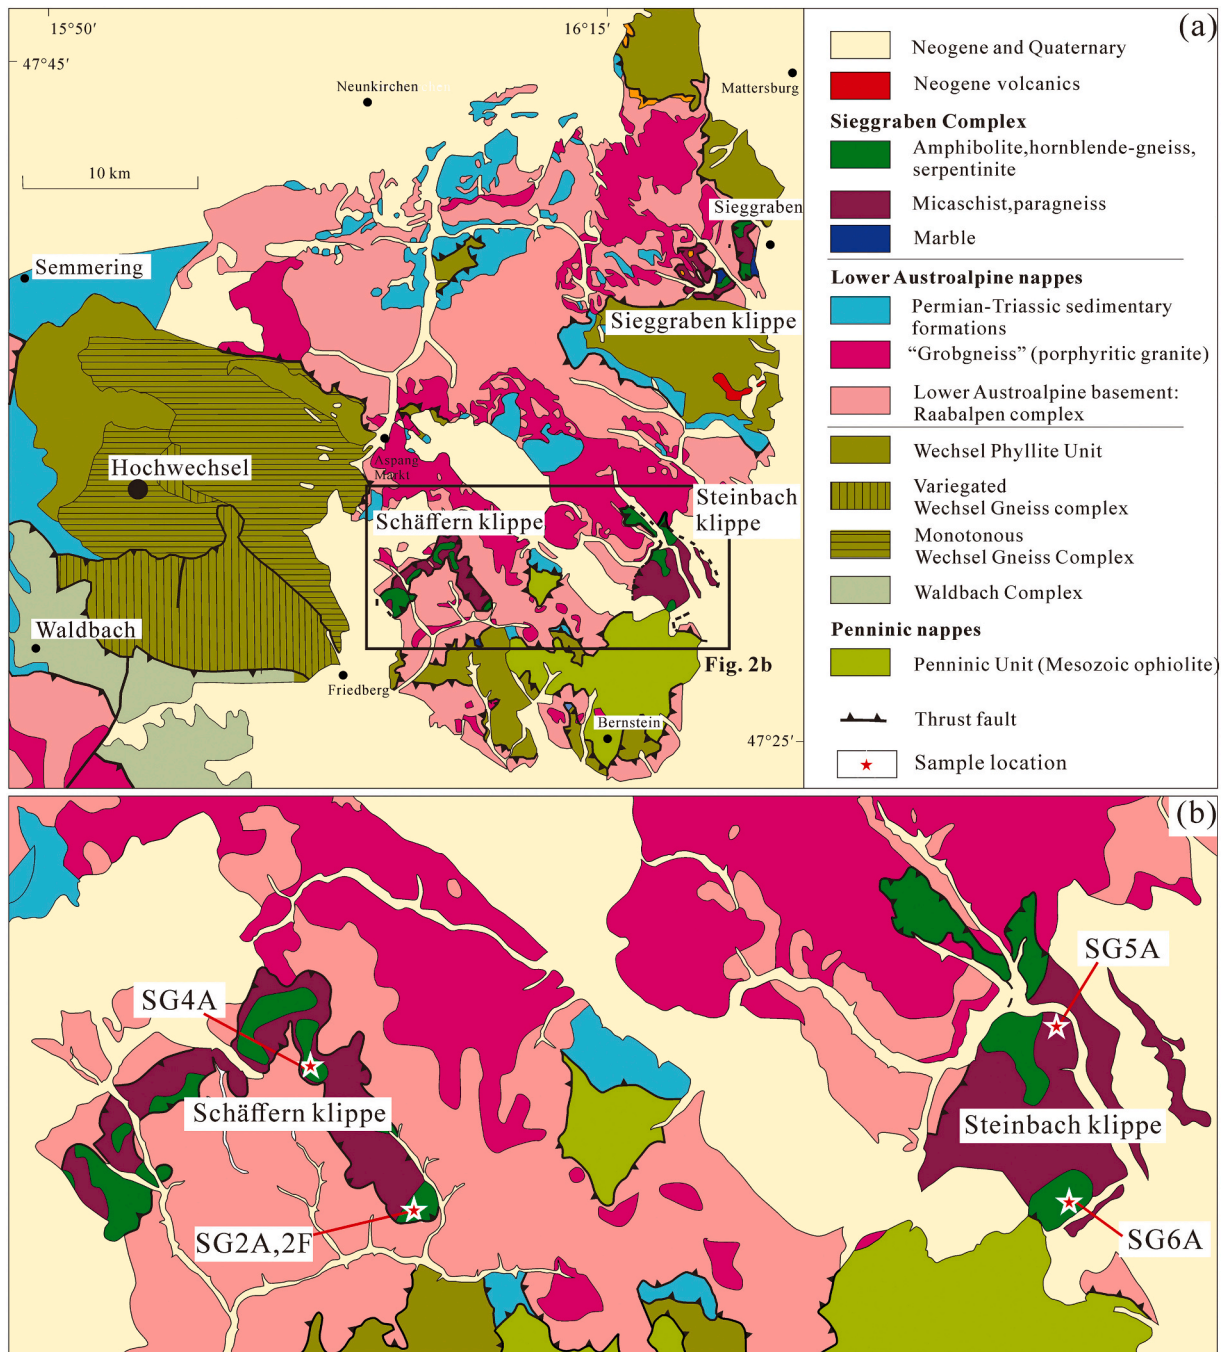 15°50′
16°15′
47°45′
Neunkirchen
Mattersburg
10 km
Sieggraben
Semmering
Sieggraben klippe
Hochwechsel
Aspang
Markt
Schäffern klippe
Steinbach
klippe
Waldbach
Fig. 2b
Friedberg
Bernstein
47°25′
(a)
Neogene and Quaternary
Neogene volcanics
Sieggraben Complex
Amphibolite,hornblende-gneiss,
serpentinite
Micaschist,paragneiss
Marble
Lower Austroalpine nappes
Permian-Triassic sedimentary
formations
“Grobgneiss” (porphyritic granite)
Lower Austroalpine basement:
Raabalpen complex
Wechsel Phyllite Unit
Variegated
Wechsel Gneiss complex
Monotonous
Wechsel Gneiss Complex
Waldbach Complex
Penninic nappes
Penninic Unit (Mesozoic ophiolite)
Thrust fault
Sample location
(b)
SG5A
SG4A
Schäffern klippe
Steinbach klippe
SG2A,2F
SG6A